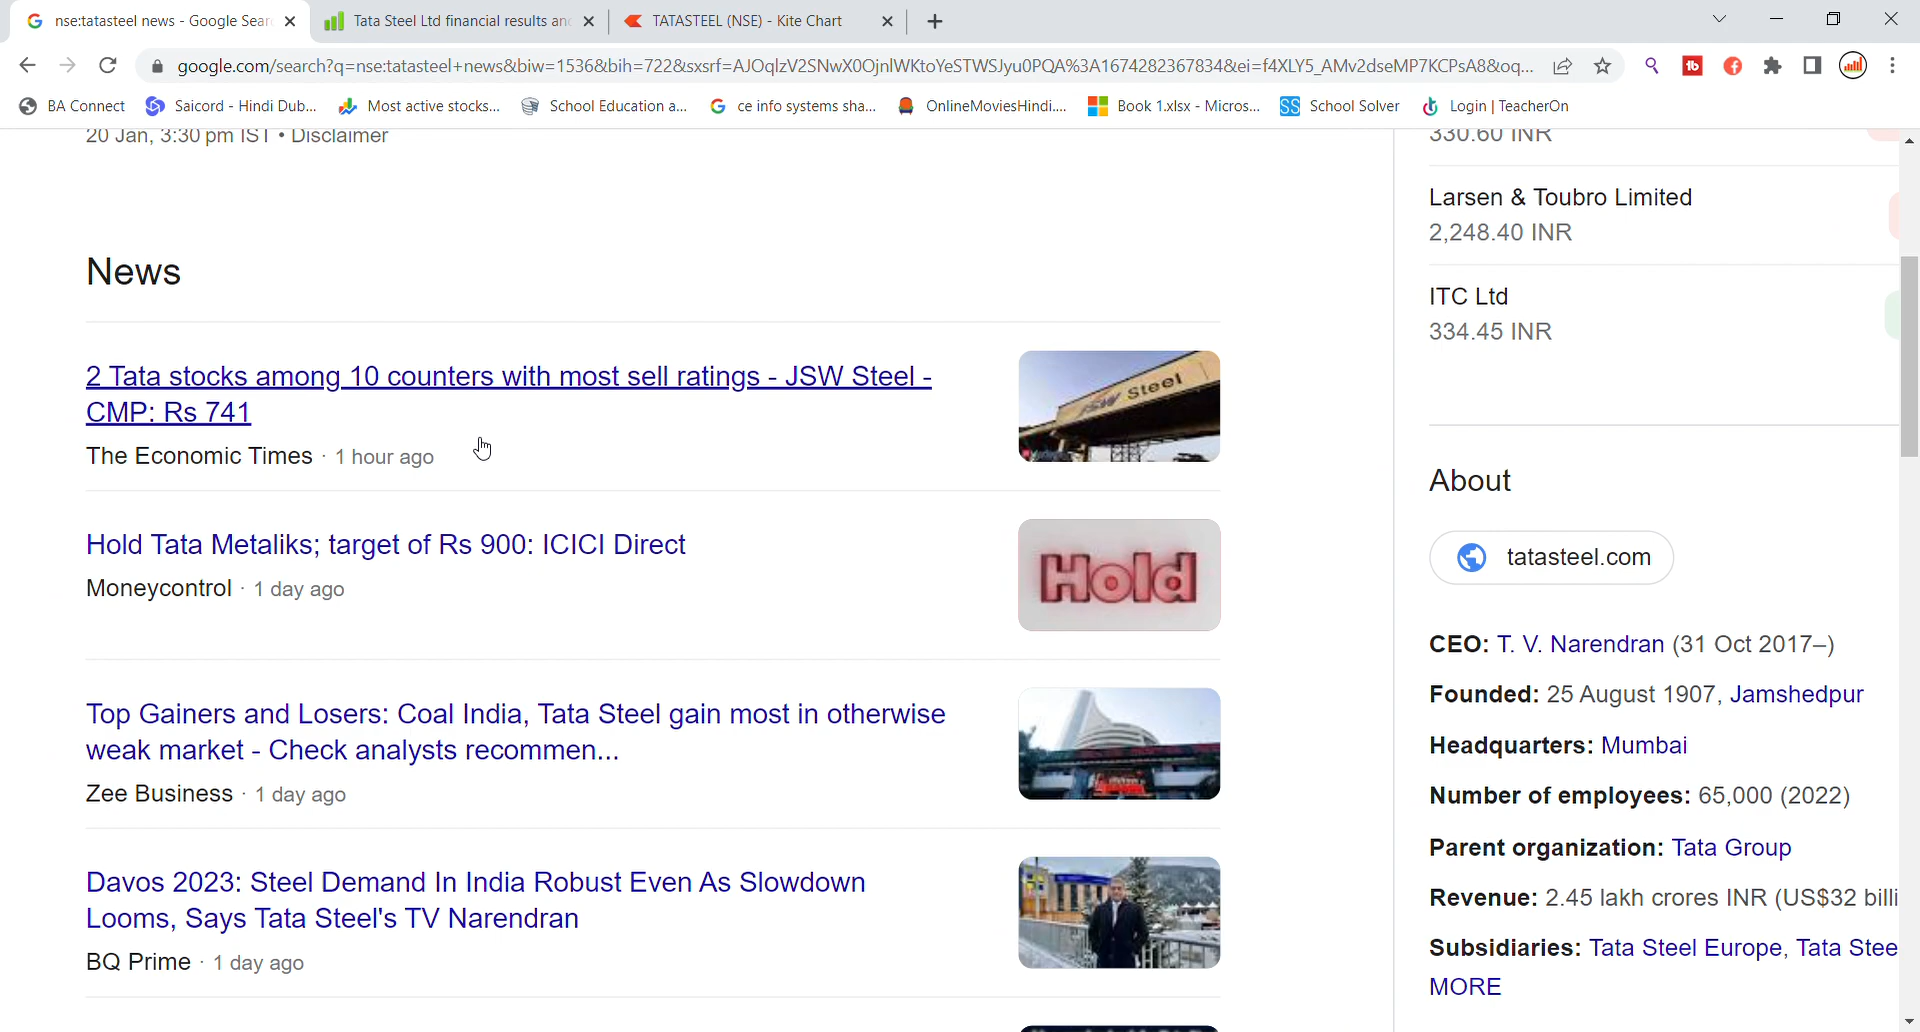 nse:tatasteel news - Google Sear
Tata Steel Ltd financial results an
TATASTEEL (NSE) - Kite Chart
google.com/search?q=nse:tatasteel+news&biw=1536&bih=722&sxsrf=AJOqlzV2SNwX0OjnlWKtoYeSTWSJyu0PQA%3A1674282367834&ei=f4XLY5_AMv2dseMP7KCPsA8&oq...
BA Connect
Saicord - Hindi Dub...
Most active stocks...
School Education a...
ce info systems sha...
OnlineMoviesHindi....
Book 1.xlsx - Micros...
SS School Solver
Login | TeacherOn
20 Jan, 3:30 pm IST • Disclaimer
News
2 Tata stocks among 10 counters with most sell ratings - JSW Steel -
CMP: Rs 741
The Economic Times · 1 hour ago
JSW Steel
Hold Tata Metaliks; target of Rs 900: ICICI Direct
Moneycontrol · 1 day ago
Hold
Top Gainers and Losers: Coal India, Tata Steel gain most in otherwise
weak market - Check analysts recommen...
Zee Business · 1 day ago
Davos 2023: Steel Demand In India Robust Even As Slowdown
Looms, Says Tata Steel's TV Narendran
BQ Prime · 1 day ago
330.60 INR
Larsen & Toubro Limited
2,248.40 INR
ITC Ltd
334.45 INR
About
tatasteel.com
CEO: T. V. Narendran (31 Oct 2017–)
Founded: 25 August 1907, Jamshedpur
Headquarters: Mumbai
Number of employees: 65,000 (2022)
Parent organization: Tata Group
Revenue: 2.45 lakh crores INR (US$32 billi
Subsidiaries: Tata Steel Europe, Tata Stee
MORE